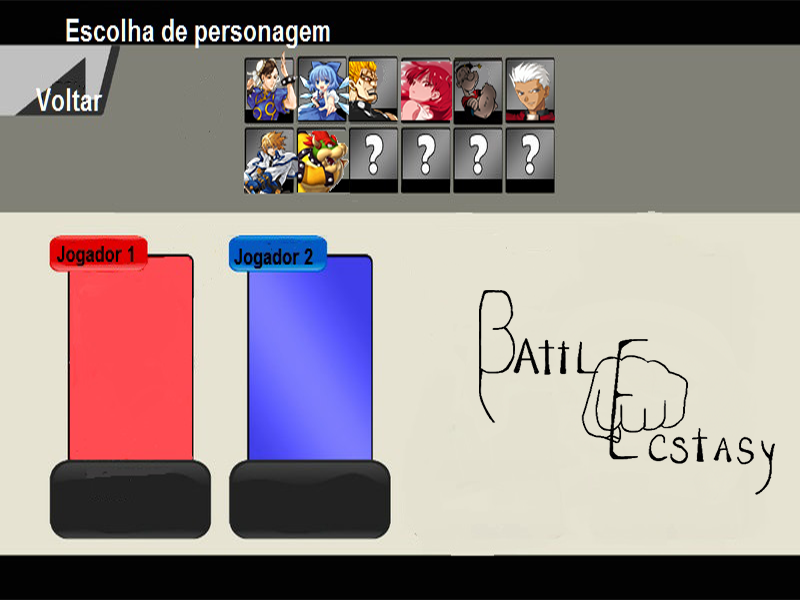 Escolha de personagem
Voltar
? ? ? ?
Jogador 1
Jogador 2
BATTLE
ECSTASY